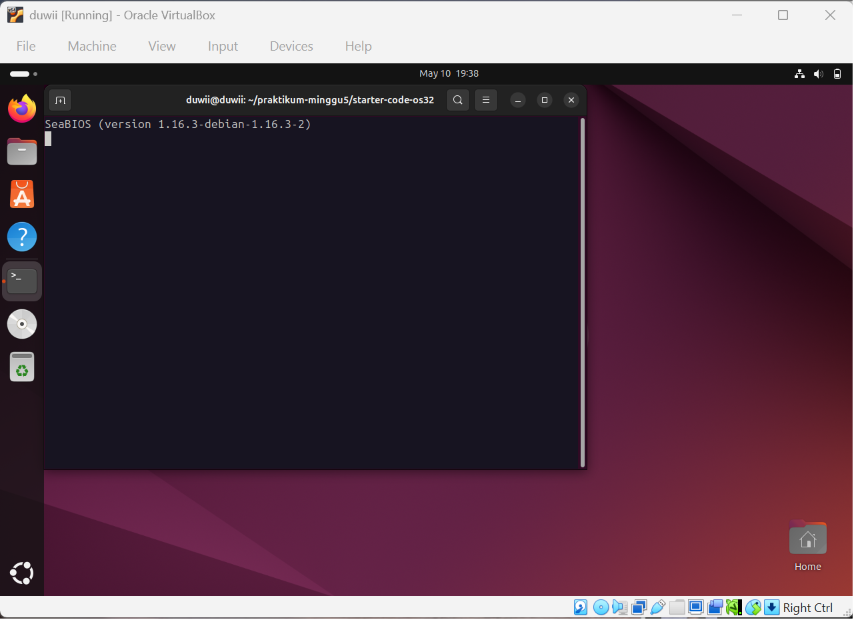 duwii [Running] - Oracle VirtualBox
File Machine View Input Devices Help
May 10 19:38
duwii@duwii: ~/praktikum-minggu5/starter-code-os32
SeaBIOS (version 1.16.3-debian-1.16.3-2)
Home
Right Ctrl